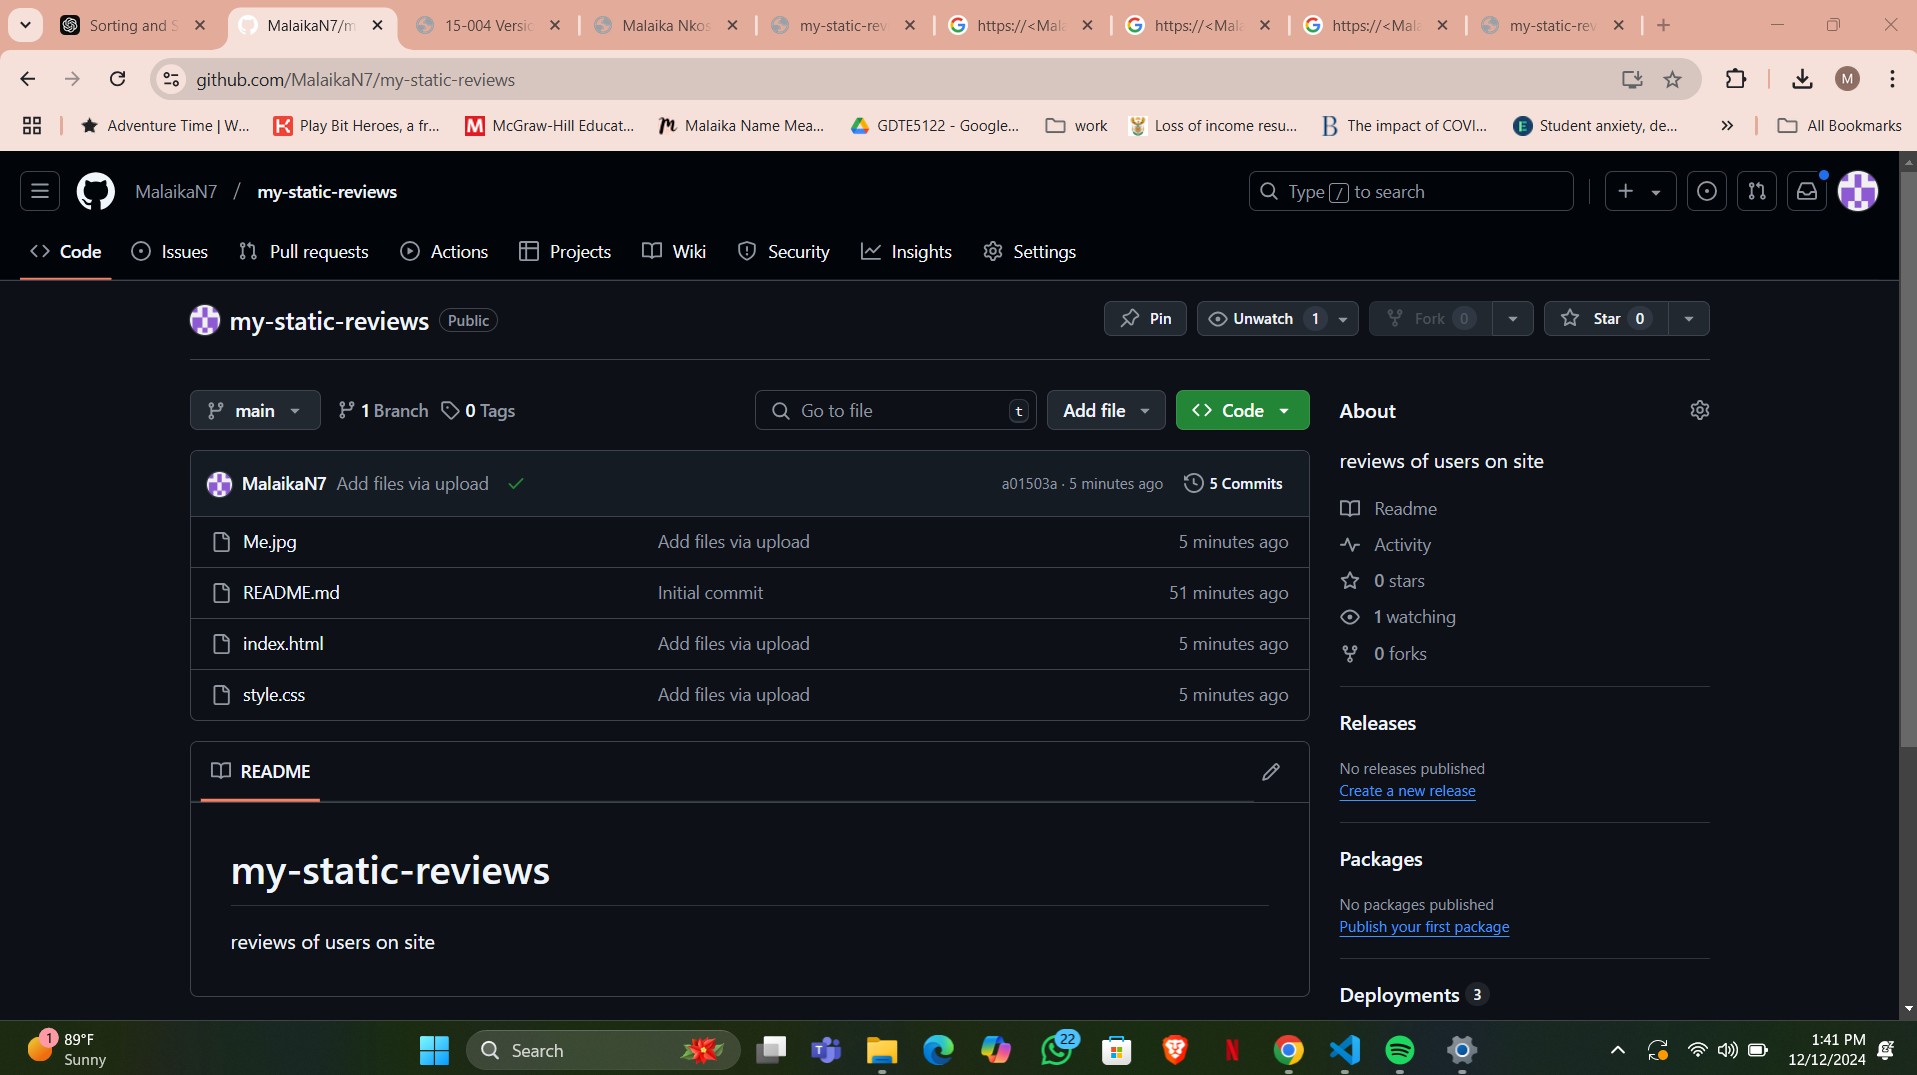 Sorting and S
MalaikaN7/m
15-004 Versio
Malaika Nkos
my-static-rev
https://<Mala
https://<Mala
https://<Mala
my-static-rev
github.com/MalaikaN7/my-static-reviews
M
Adventure Time | W...
Play Bit Heroes, a fr...
McGraw-Hill Educat...
Malaika Name Mea...
GDTE5122 - Google...
work
Loss of income resu...
The impact of COVI...
Student anxiety, de...
All Bookmarks
MalaikaN7 / my-static-reviews
Type / to search
Code
Issues
Pull requests
Actions
Projects
Wiki
Security
Insights
Settings
my-static-reviews Public
Pin
Unwatch 1
Fork 0
Star 0
main
1 Branch
0 Tags
Go to file t
Add file
Code
MalaikaN7 Add files via upload
a01503a · 5 minutes ago
5 Commits
Me.jpg Add files via upload 5 minutes ago
README.md Initial commit 51 minutes ago
index.html Add files via upload 5 minutes ago
style.css Add files via upload 5 minutes ago
README
my-static-reviews
reviews of users on site
About
reviews of users on site
Readme
Activity
0 stars
1 watching
0 forks
Releases
No releases published
Create a new release
Packages
No packages published
Publish your first package
Deployments 3
1
89°F
Sunny
Search
22
1:41 PM
12/12/2024